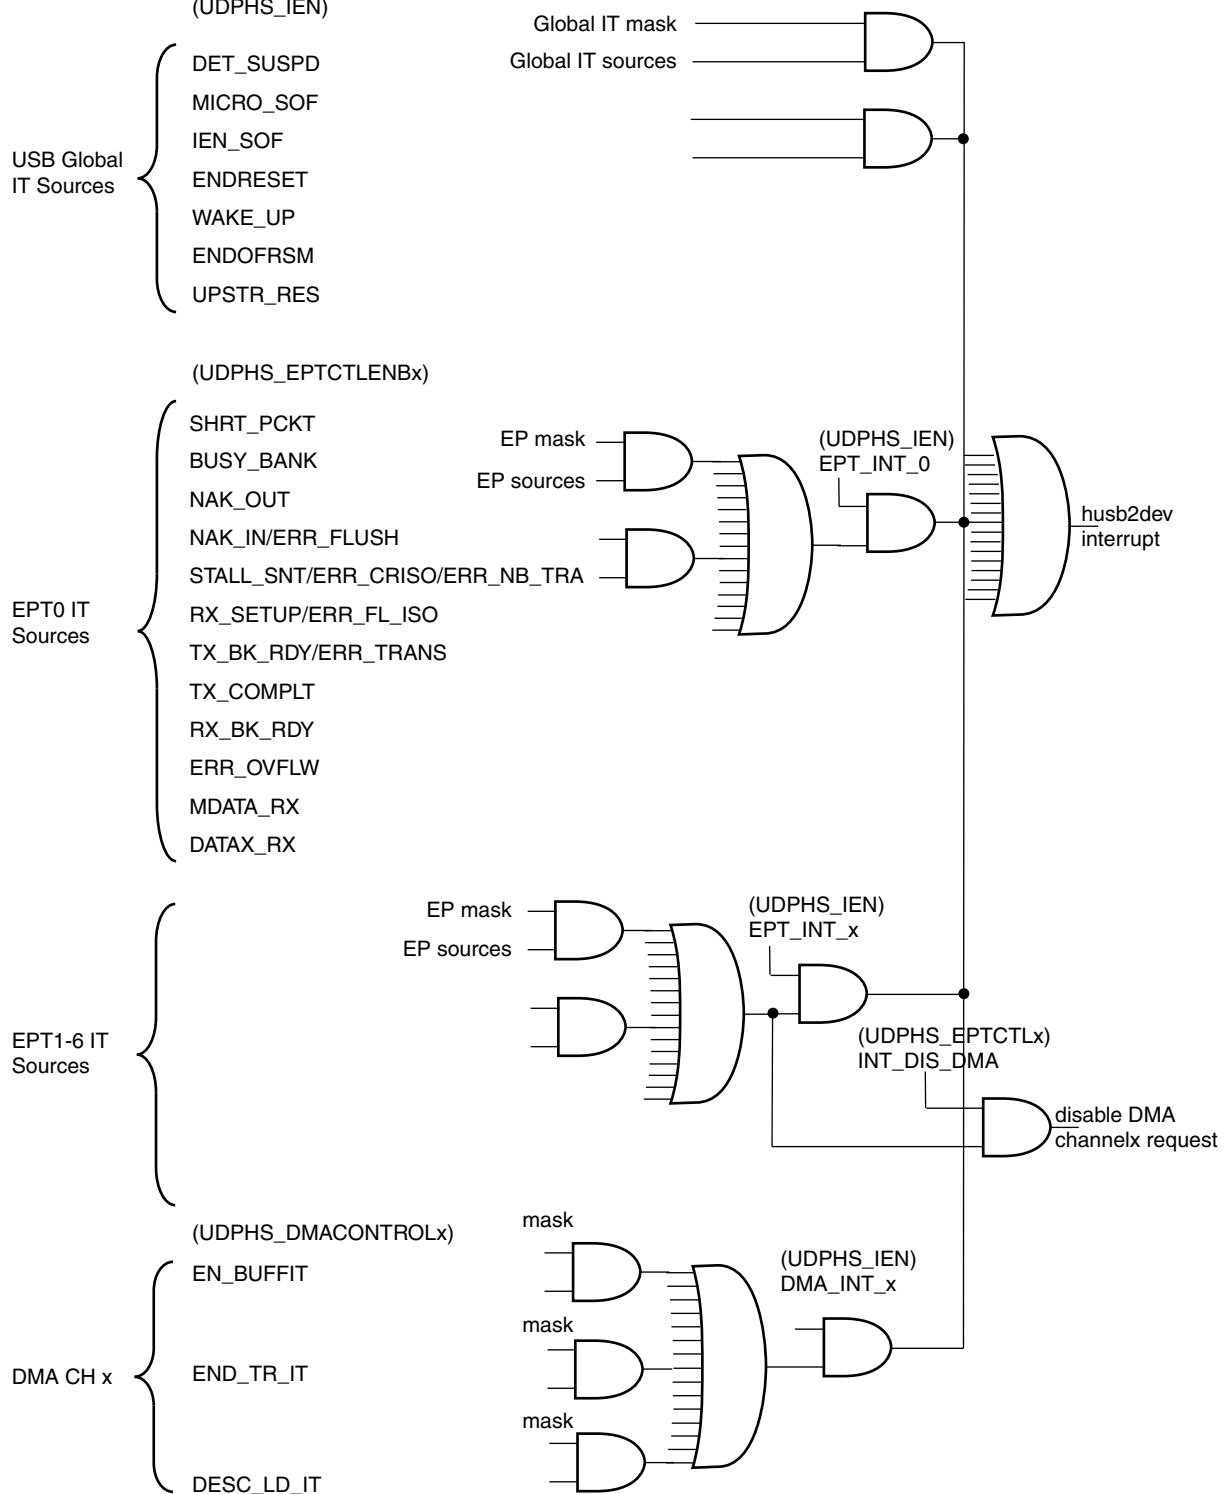 (UDPHS_IEN)
Global IT mask
Global IT sources
DET_SUSPD
MICRO_SOF
IEN_SOF
ENDRESET
WAKE_UP
ENDOFRSM
UPSTR_RES
USB Global
IT Sources
(UDPHS_EPTCTLENBx)
SHRT_PCKT
BUSY_BANK
NAK_OUT
NAK_IN/ERR_FLUSH
STALL_SNT/ERR_CRISO/ERR_NB_TRA
RX_SETUP/ERR_FL_ISO
TX_BK_RDY/ERR_TRANS
TX_COMPLT
RX_BK_RDY
ERR_OVFLW
MDATA_RX
DATAX_RX
EPT0 IT
Sources
EP mask
EP sources
(UDPHS_IEN)
EPT_INT_0
husb2dev
interrupt
EP mask
EP sources
(UDPHS_IEN)
EPT_INT_x
EPT1-6 IT
Sources
(UDPHS_EPTCTLx)
INT_DIS_DMA
disable DMA
channelx request
(UDPHS_DMACONTROLx)
EN_BUFFIT
END_TR_IT
DESC_LD_IT
DMA CH x
mask
mask
mask
(UDPHS_IEN)
DMA_INT_x